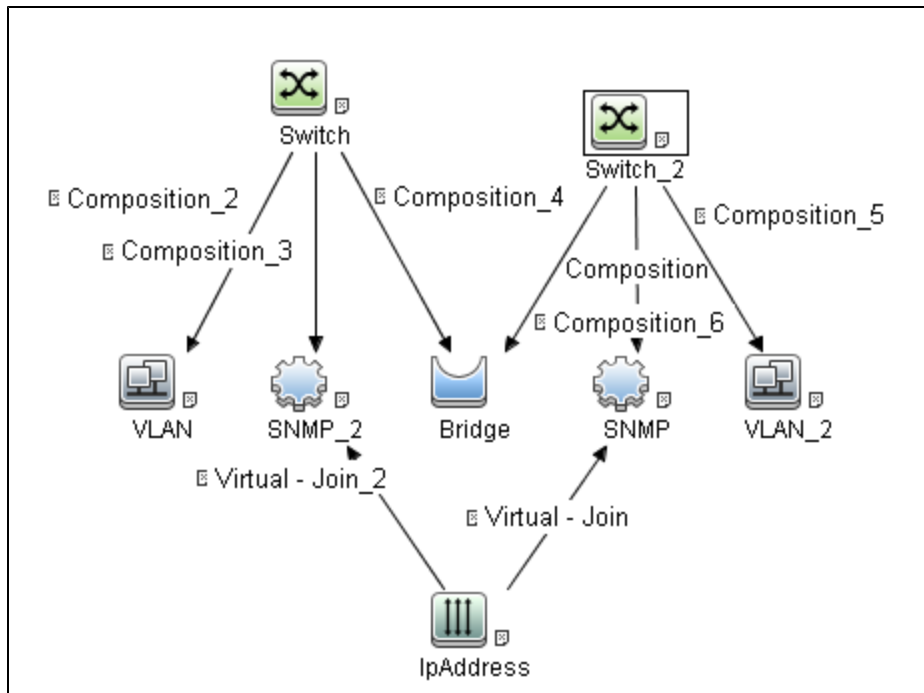 Switch
Switch_2
Composition_2
Composition_4
Composition_5
Composition_3
Composition
Composition_6
VLAN
SNMP_2
Bridge
SNMP
VLAN_2
Virtual - Join_2
Virtual - Join
IpAddress